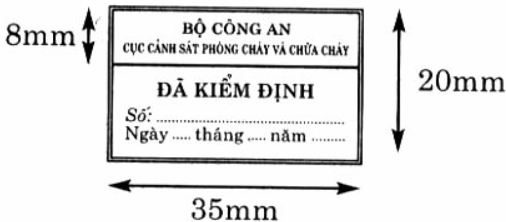 8mm
BỘ CÔNG AN
CỤC CẢNH SÁT PHÒNG CHÁY VÀ CHỮA CHÁY
ĐÃ KIỂM ĐỊNH
Số: ..........................................
Ngày ..... tháng ..... năm .........
20mm
35mm